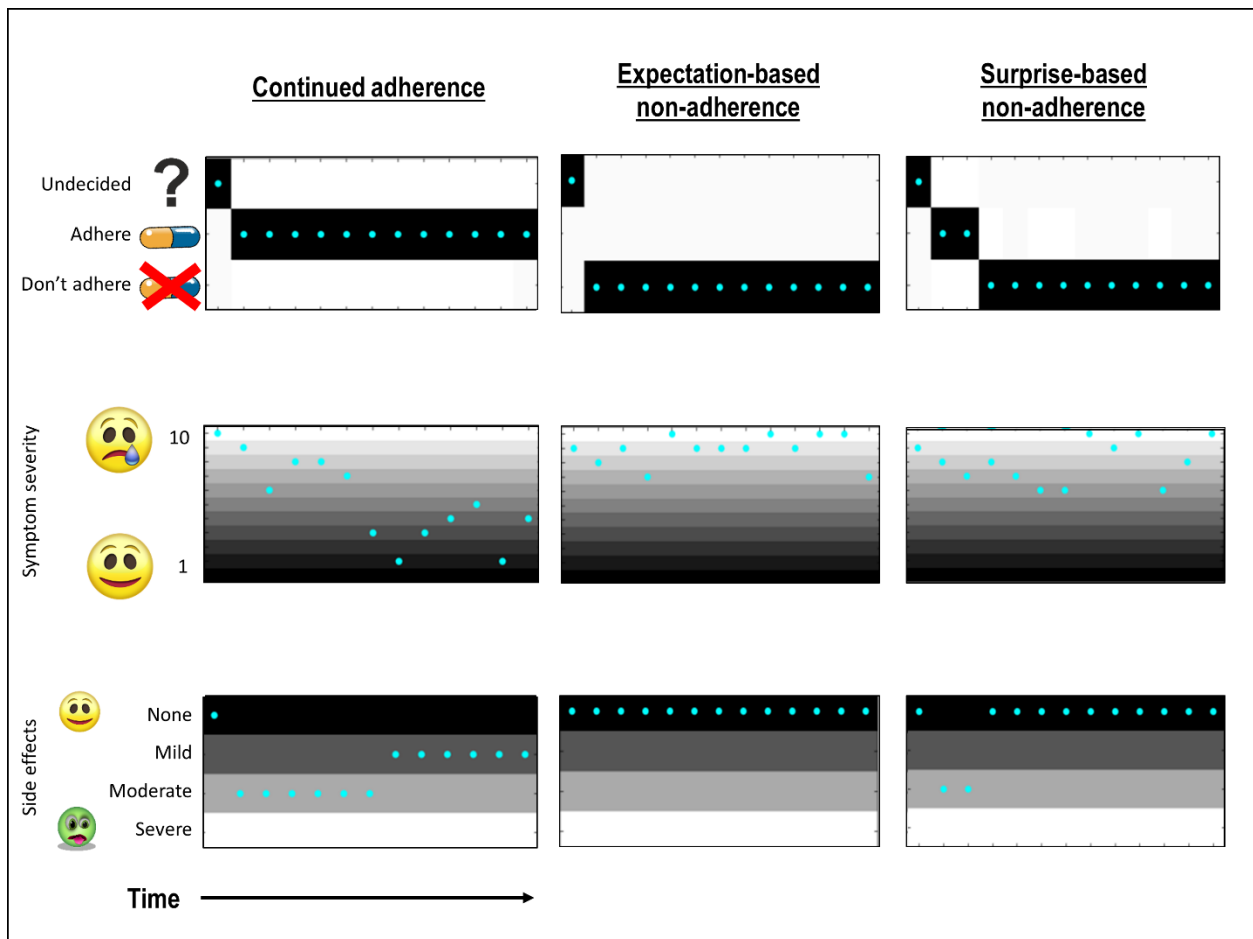 Continued adherence
Expectation-based
non-adherence
Surprise-based
non-adherence
Undecided
?
Adhere
Don't adhere
Symptom severity
10
1
Side effects
None
Mild
Moderate
Severe
Time